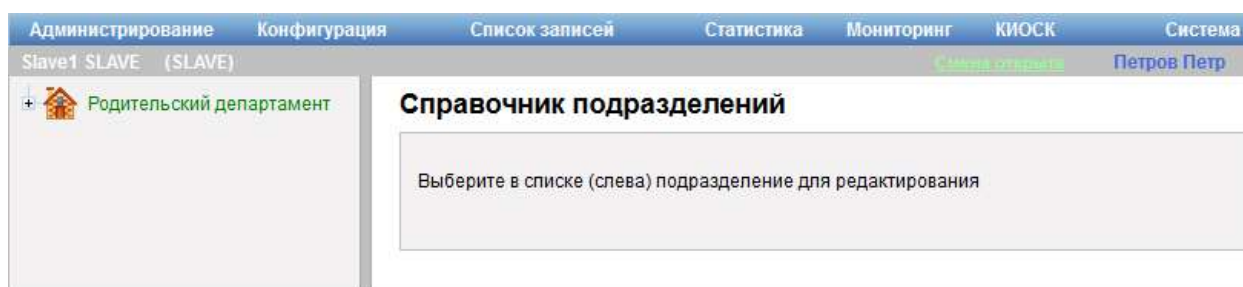 Администрирование Конфигурация Список записей Статистика Мониторинг КИОСК Система
Slave1 SLAVE (SLAVE) Смена открыта Петров Петр
Родительский департамент
Справочник подразделений
Выберите в списке (слева) подразделение для редактирования